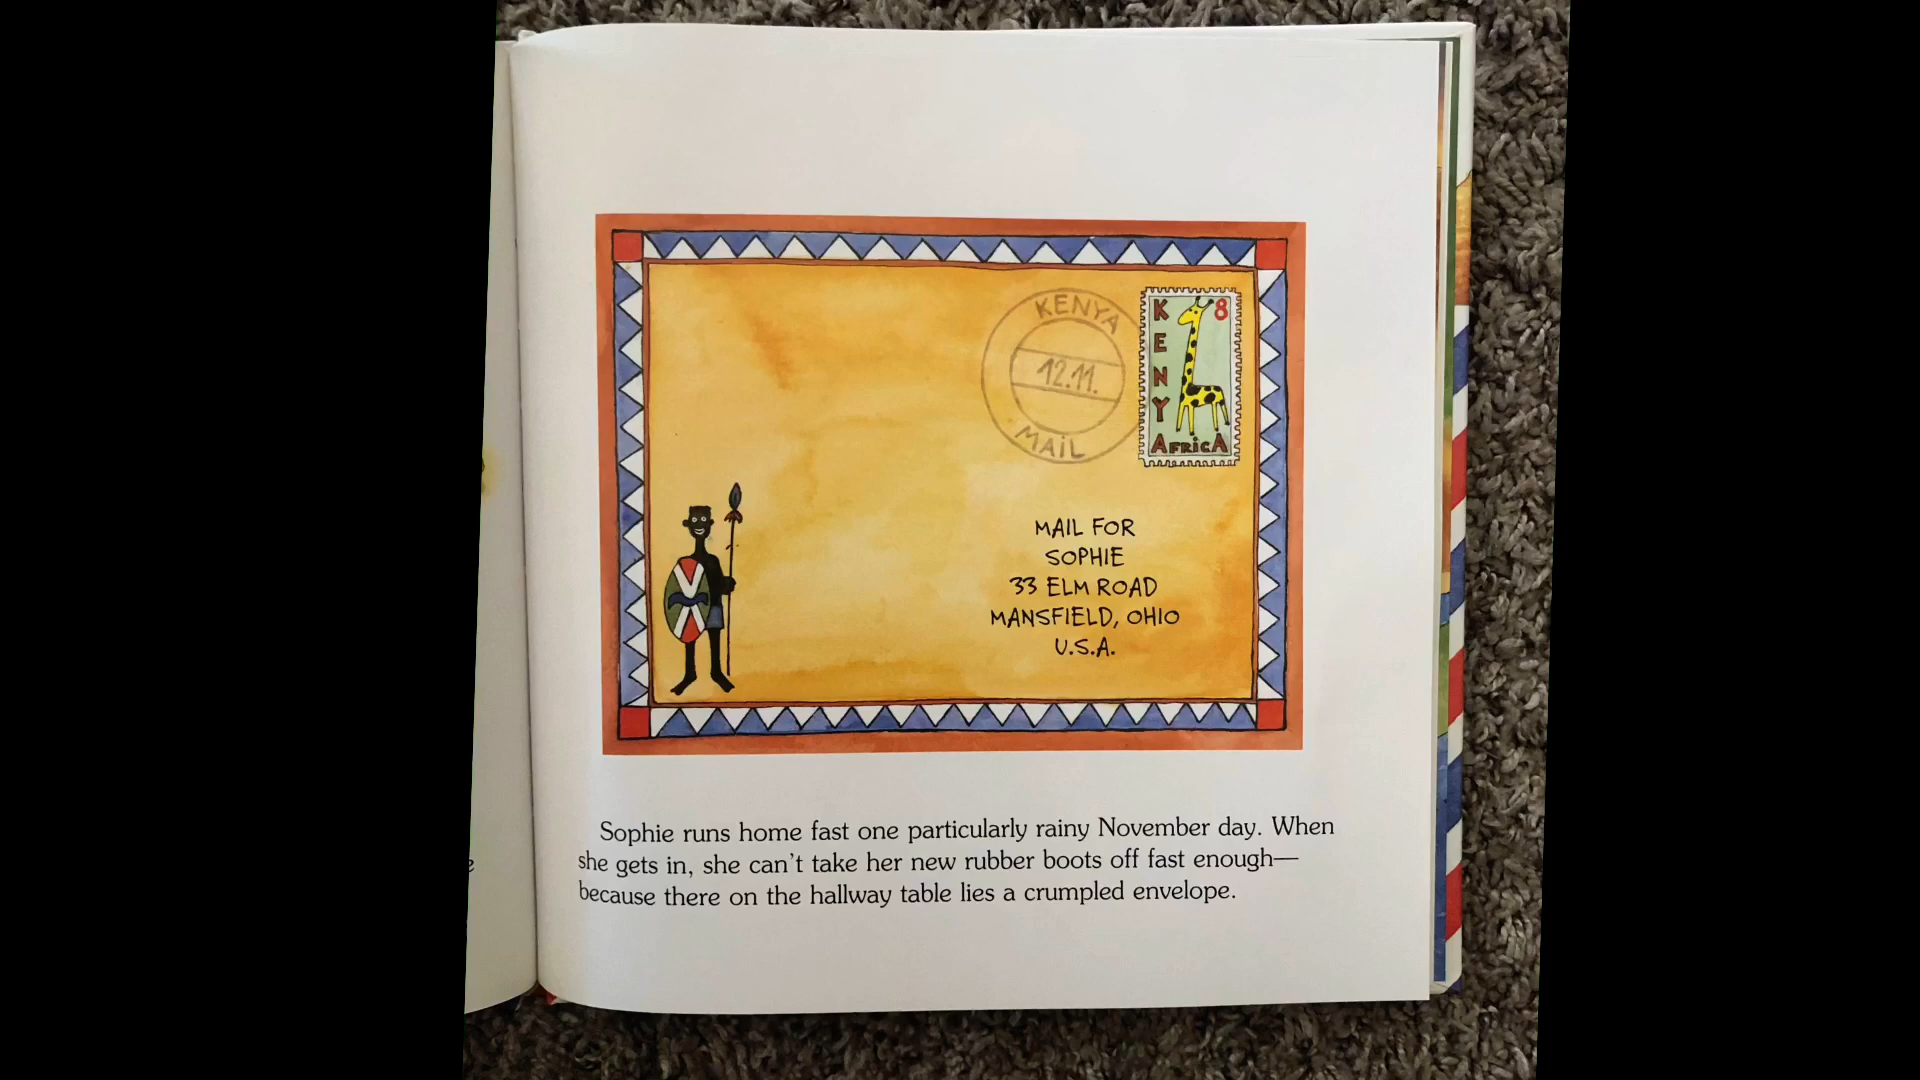 KENYA
12.11.
MAIL
KENYA
8
AFRICA
MAIL FOR
SOPHIE
33 ELM ROAD
MANSFIELD, OHIO
U.S.A.
Sophie runs home fast one particularly rainy November day. When
she gets in, she can't take her new rubber boots off fast enough—
because there on the hallway table lies a crumpled envelope.